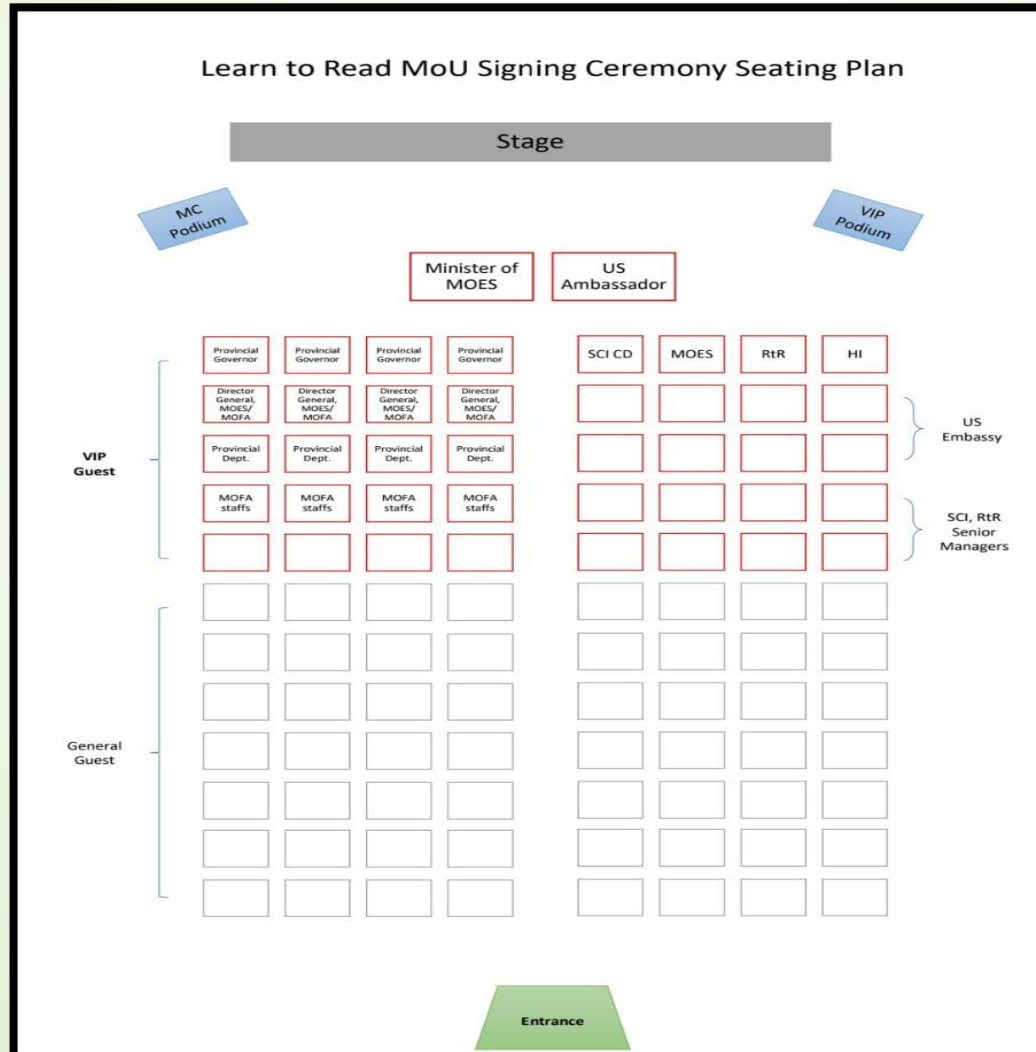 Learn to Read MoU Signing Ceremony Seating Plan
Stage
MC
Podium
VIP
Podium
Minister of
MOES
US
Ambassador
Provincial
Governor
Provincial
Governor
Provincial
Governor
Provincial
Governor
SCI CD
MOES
RtR
HI
Director
General,
MOES/
MOFA
Director
General,
MOES/
MOFA
Director
General,
MOES/
MOFA
Director
General,
MOES/
MOFA
US
Embassy
VIP
Guest
Provincial
Dept.
Provincial
Dept.
Provincial
Dept.
Provincial
Dept.
MOFA
staffs
MOFA
staffs
MOFA
staffs
MOFA
staffs
SCI, RtR
Senior
Managers
General
Guest
Entrance